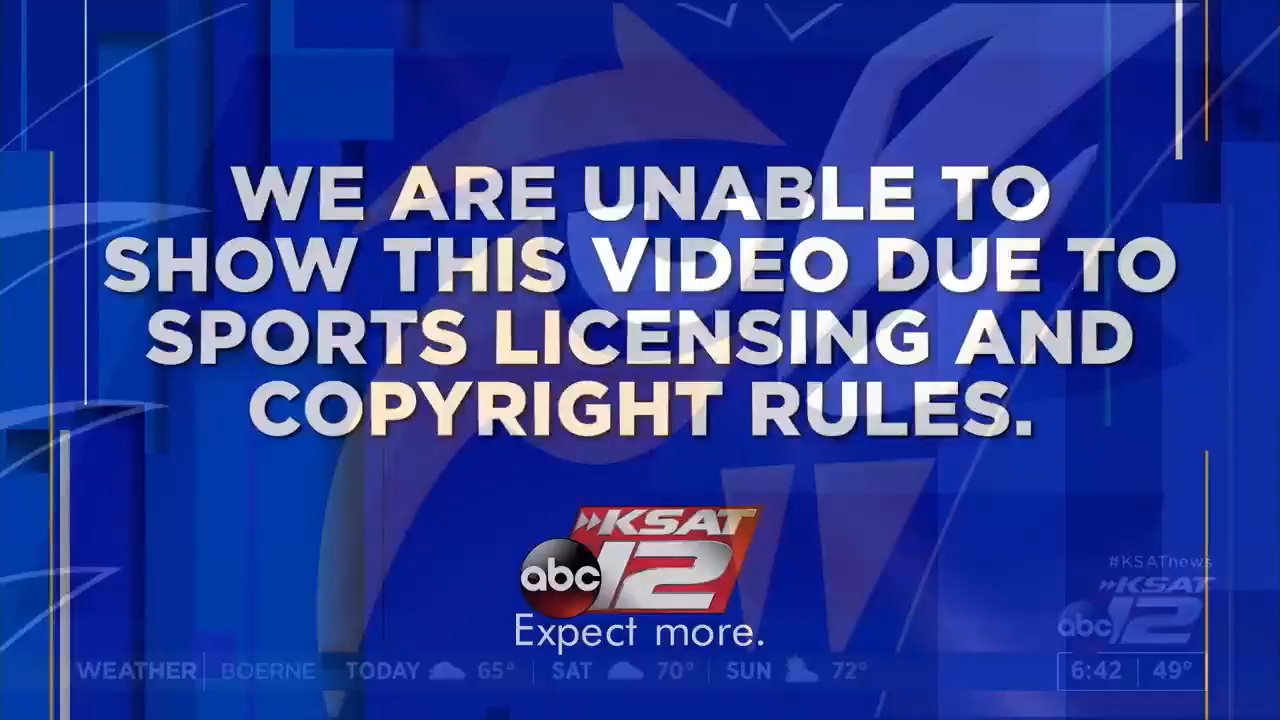 WE ARE UNABLE TO
SHOW THIS VIDEO DUE TO
SPORTS LICENSING AND
COPYRIGHT RULES.
KSAT
abc 12
Expect more.
#KSATnews
KSAT
abc 12
WEATHER BOERNE TODAY 65° SAT 70° SUN 72° 6:42 49°